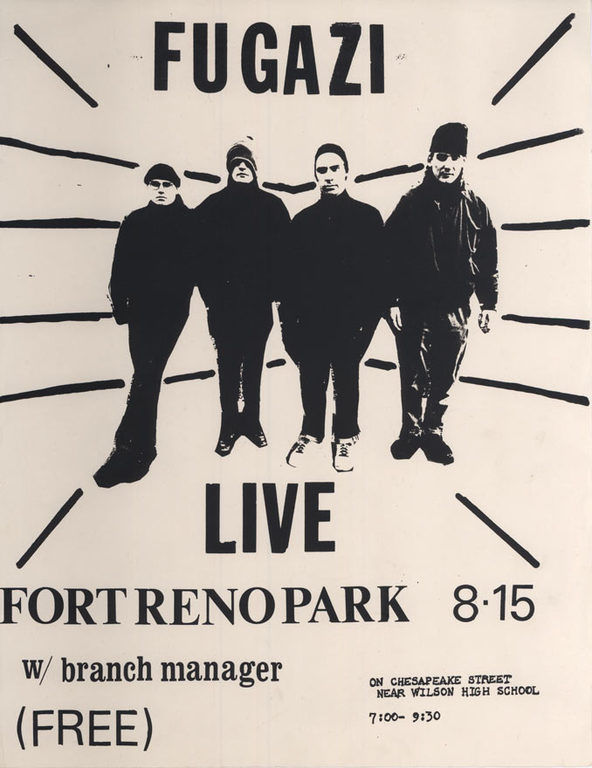 FUGAZI
LIVE
FORT RENO PARK 8·15
w/ branch manager
(FREE)
ON CHESAPEAKE STREET
NEAR WILSON HIGH SCHOOL
7:00- 9:30